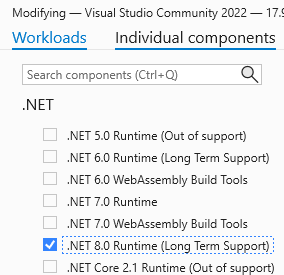 Modifying — Visual Studio Community 2022 — 17.9
Workloads Individual components
Search components (Ctrl+Q)
.NET
.NET 5.0 Runtime (Out of support)
.NET 6.0 Runtime (Long Term Support)
.NET 6.0 WebAssembly Build Tools
.NET 7.0 Runtime
.NET 7.0 WebAssembly Build Tools
.NET 8.0 Runtime (Long Term Support)
.NET Core 2.1 Runtime (Out of support)